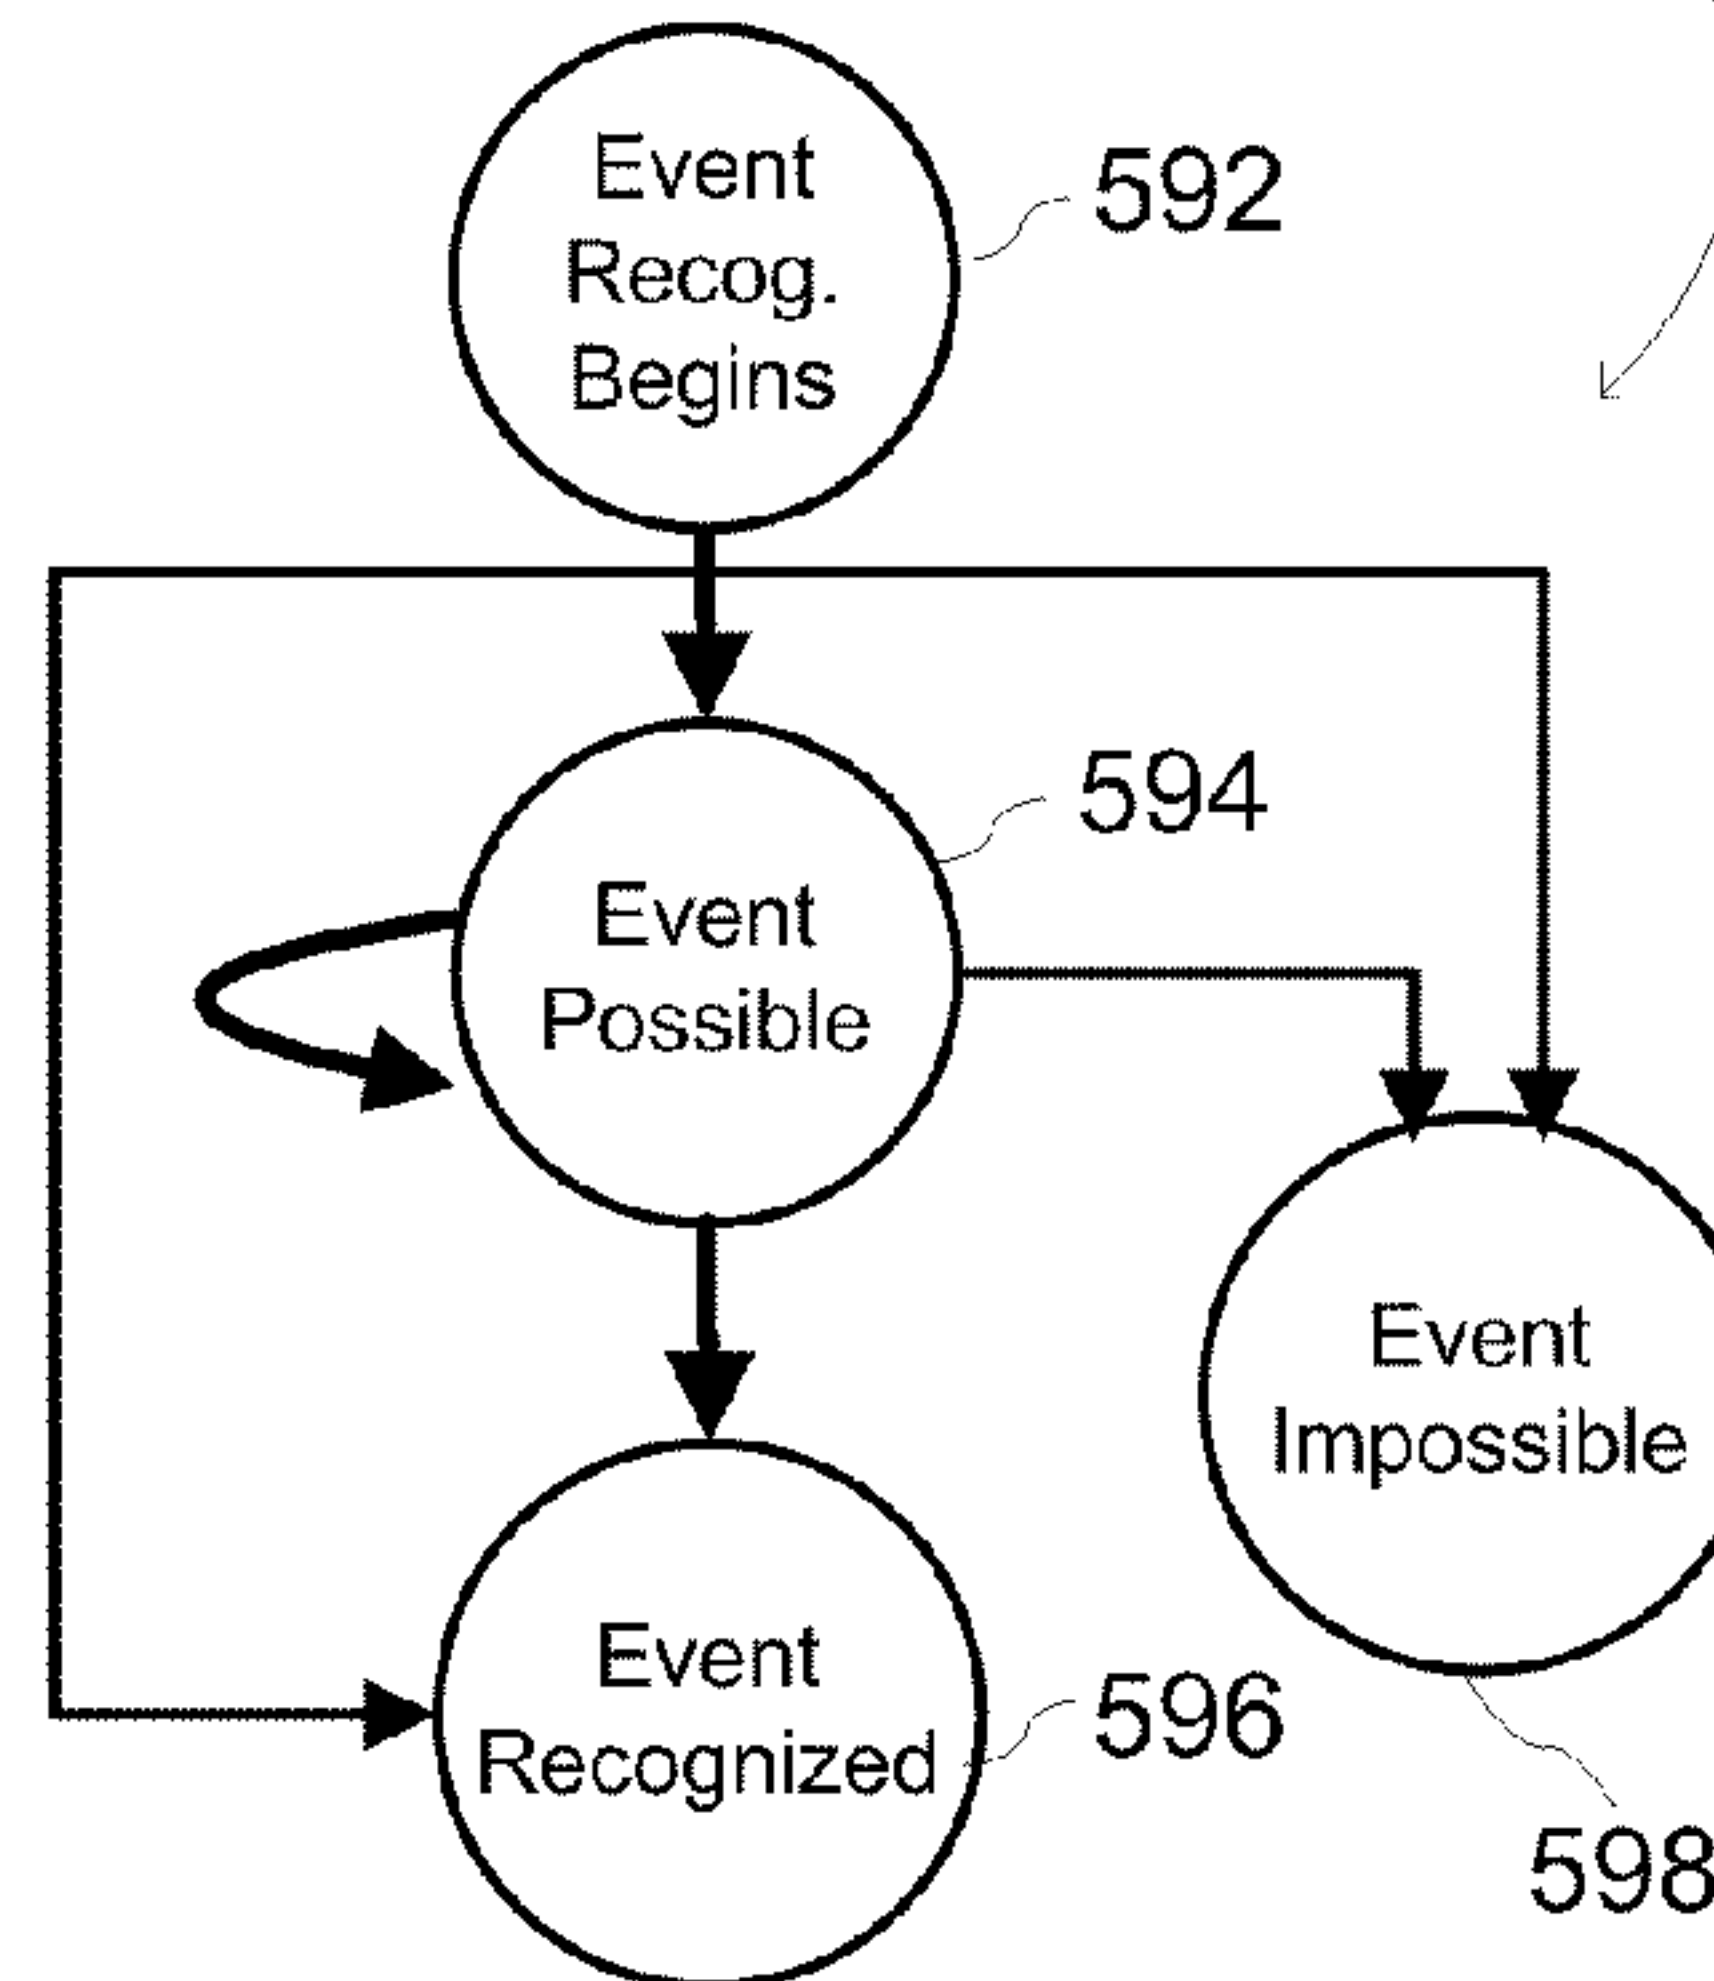 Event
Recog.
Begins
592
594
Event
Possible
Event
Impossible
Event
Recognized
596
598